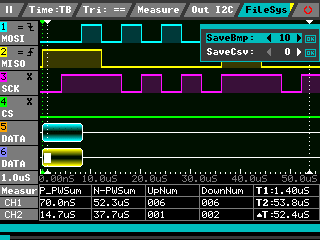 II Time:TB Tri: == Measure Out I2C FileSys
1 = MOSI
SaveBmp: 10 OK
2 = MISO
SaveCsv: 0 OK
3 X
SCK
4 X
CS
5
DATA
6
DATA
1.0uS 0.00nS 10.0uS 20.0uS 30.0uS 40.0uS 50.0uS
Measur P_PWSum N-PWSum UpNum DownNum T1:1.40uS
CH1 70.0nS 52.3uS 006 006 T2:53.8uS
CH2 14.7uS 37.7uS 001 002 ▲T:52.4uS